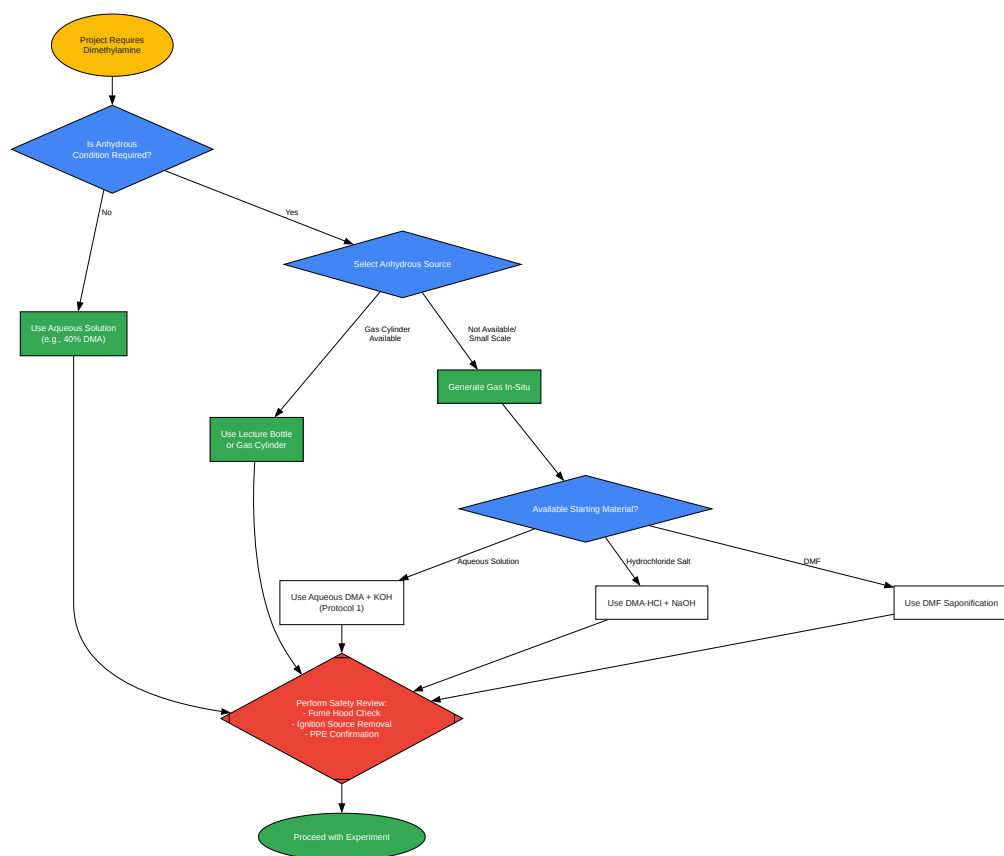 Project Requires
Dimethylamine
Is Anhydrous
Condition Required?
No
Yes
Select Anhydrous Source
Use Aqueous Solution
(e.g., 40% DMA)
Gas Cylinder
Available
Not Available/
Small Scale
Generate Gas In-Situ
Use Lecture Bottle
or Gas Cylinder
Available Starting Material?
Aqueous Solution
Hydrochloride Salt
DMF
Use Aqueous DMA + KOH
(Protocol 1)
Use DMA·HCl + NaOH
Use DMF Saponification
Perform Safety Review:
- Fume Hood Check
- Ignition Source Removal
- PPE Confirmation
Proceed with Experiment